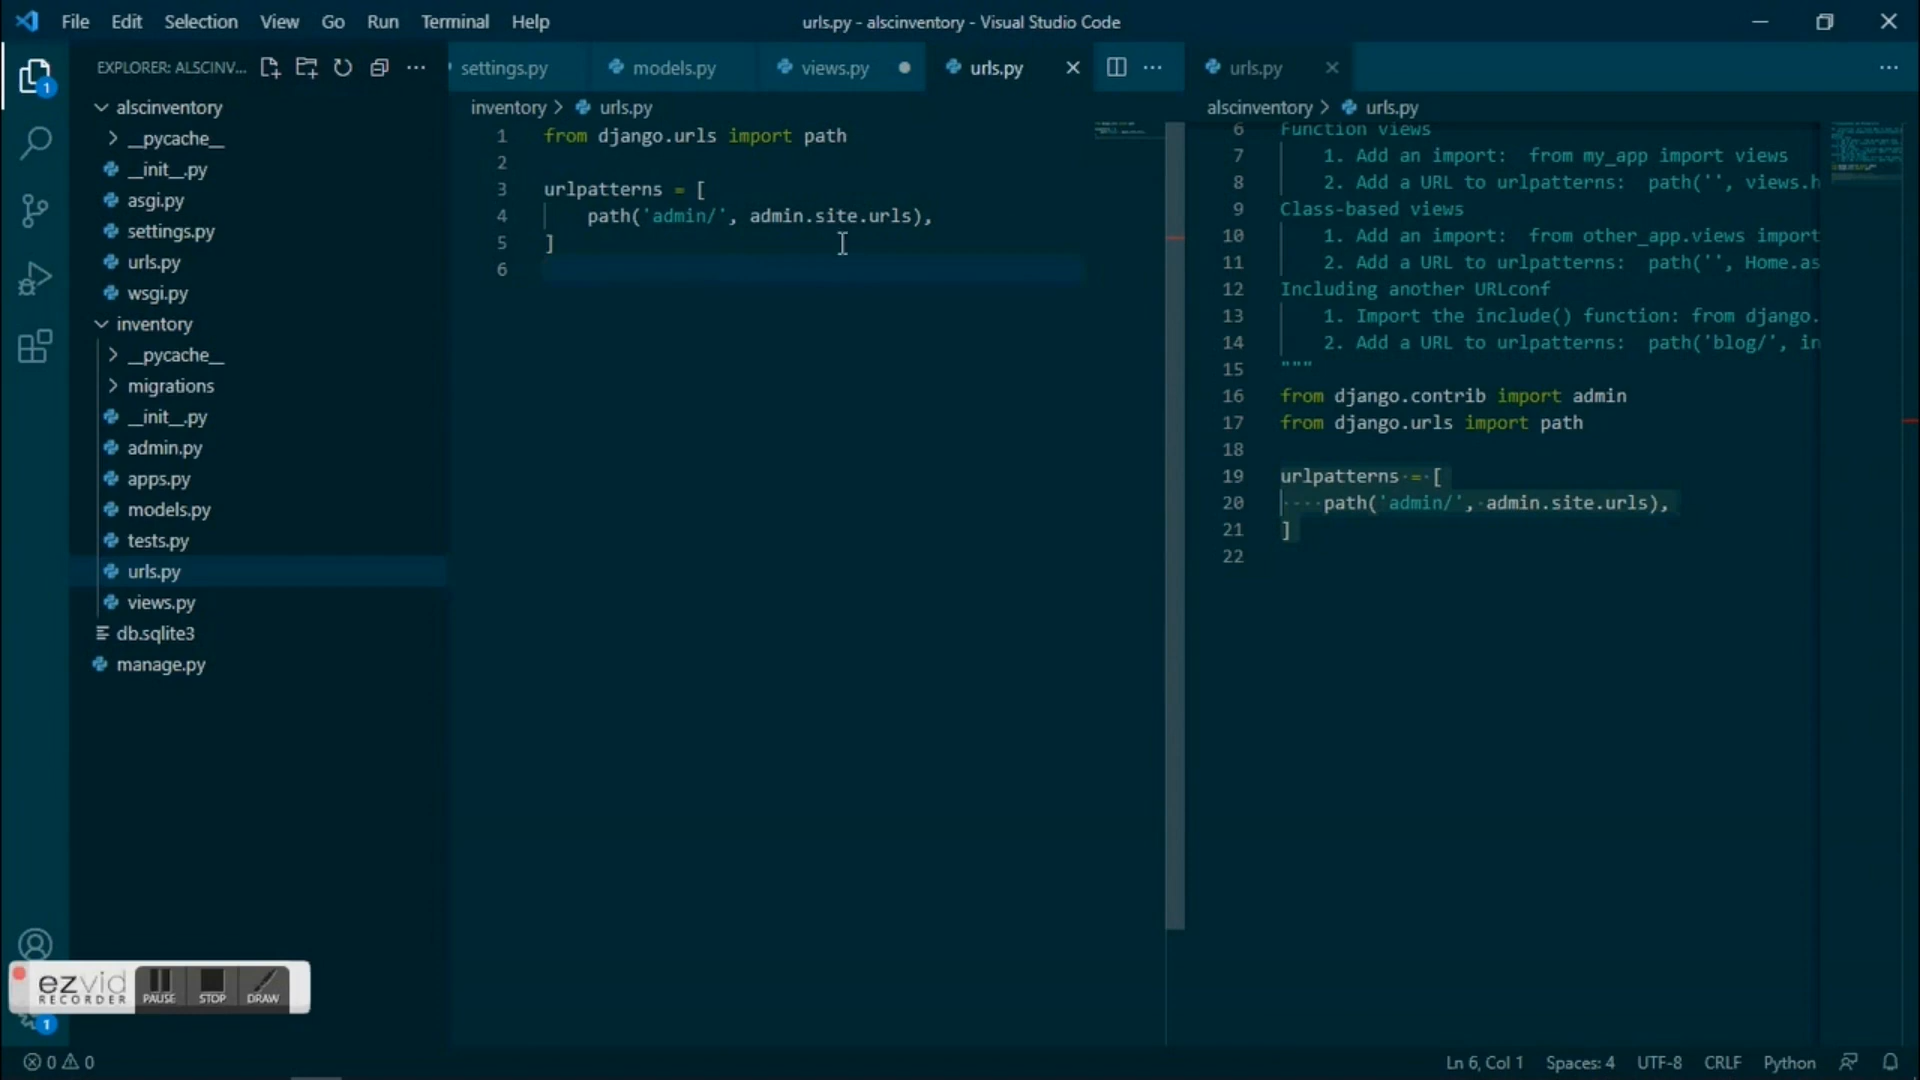 File Edit Selection View Go Run Terminal Help
urls.py - alscinventory - Visual Studio Code
EXPLORER: ALSCINV...
alscinventory
__pycache__
__init__.py
asgi.py
settings.py
urls.py
wsgi.py
inventory
__pycache__
migrations
__init__.py
admin.py
apps.py
models.py
tests.py
urls.py
views.py
db.sqlite3
manage.py
1
settings.py models.py views.py urls.py
inventory > urls.py
1 from django.urls import path
2
3 urlpatterns = [
4 path('admin/', admin.site.urls),
5 ]
6
urls.py
alscinventory > urls.py
6 Function views
7 1. Add an import:  from my_app import views
8 2. Add a URL to urlpatterns:  path('', views.h
9 Class-based views
10 1. Add an import:  from other_app.views import
11 2. Add a URL to urlpatterns:  path('', Home.as
12 Including another URLconf
13 1. Import the include() function: from django.
14 2. Add a URL to urlpatterns:  path('blog/', in
15 """
16 from django.contrib import admin
17 from django.urls import path
18
19 urlpatterns = [
20 path('admin/', admin.site.urls),
21 ]
22
ezvid
RECORDER
PAUSE STOP DRAW
1
0 0
Ln 6, Col 1 Spaces: 4 UTF-8 CRLF Python